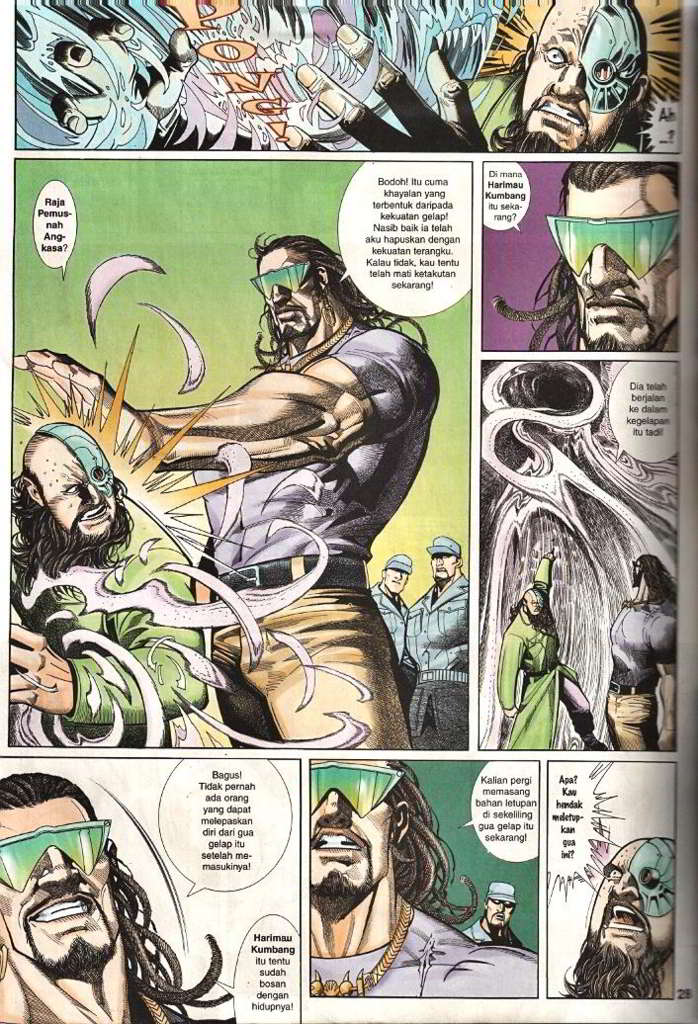 PLONG!
Ah
...?
Raja
Pemus-
nah
Ang-
kasa?
Bodoh! Itu cuma
khayalan yang
terbentuk daripada
kekuatan gelap!
Nasib baik ia telah
aku hapuskan dengan
kekuatan terangku.
Kalau tidak, kau tentu
telah mati ketakutan
sekarang!
Di mana
Harimau
Kumbang
itu seka-
rang?
Dia telah
berjalan
ke dalam
kegelapan
itu tadi!
Bagus!
Tidak pernah
ada orang
yang dapat
melepaskan
diri dari gua
gelap itu
setelah me-
masukinya!
Harimau
Kumbang
itu tentu
sudah
bosan
dengan
hidupnya!
Kalian pergi
memasang
bahan letupan
di sekeliling
gua gelap itu
sekarang!
Apa?
Kau
hendak
meletup-
kan
gua
ini?